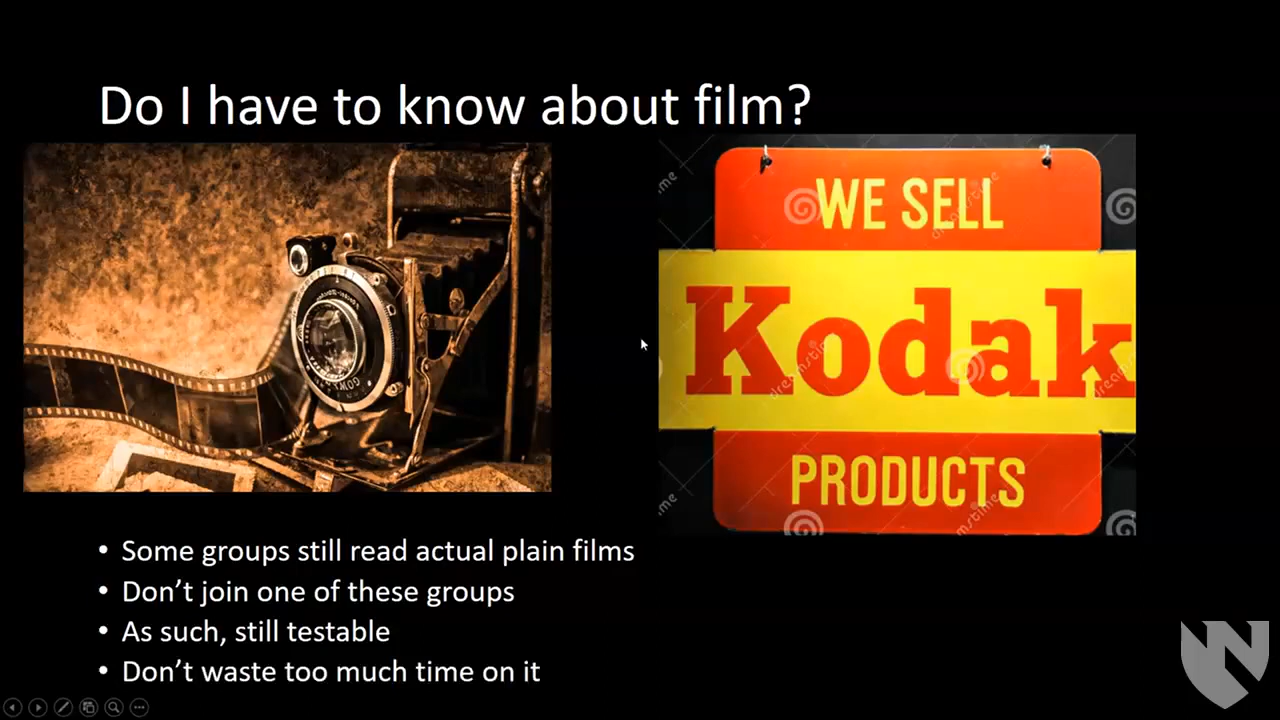 Do I have to know about film?
WE SELL
Kodak
PRODUCTS
• Some groups still read actual plain films
• Don’t join one of these groups
• As such, still testable
• Don’t waste too much time on it